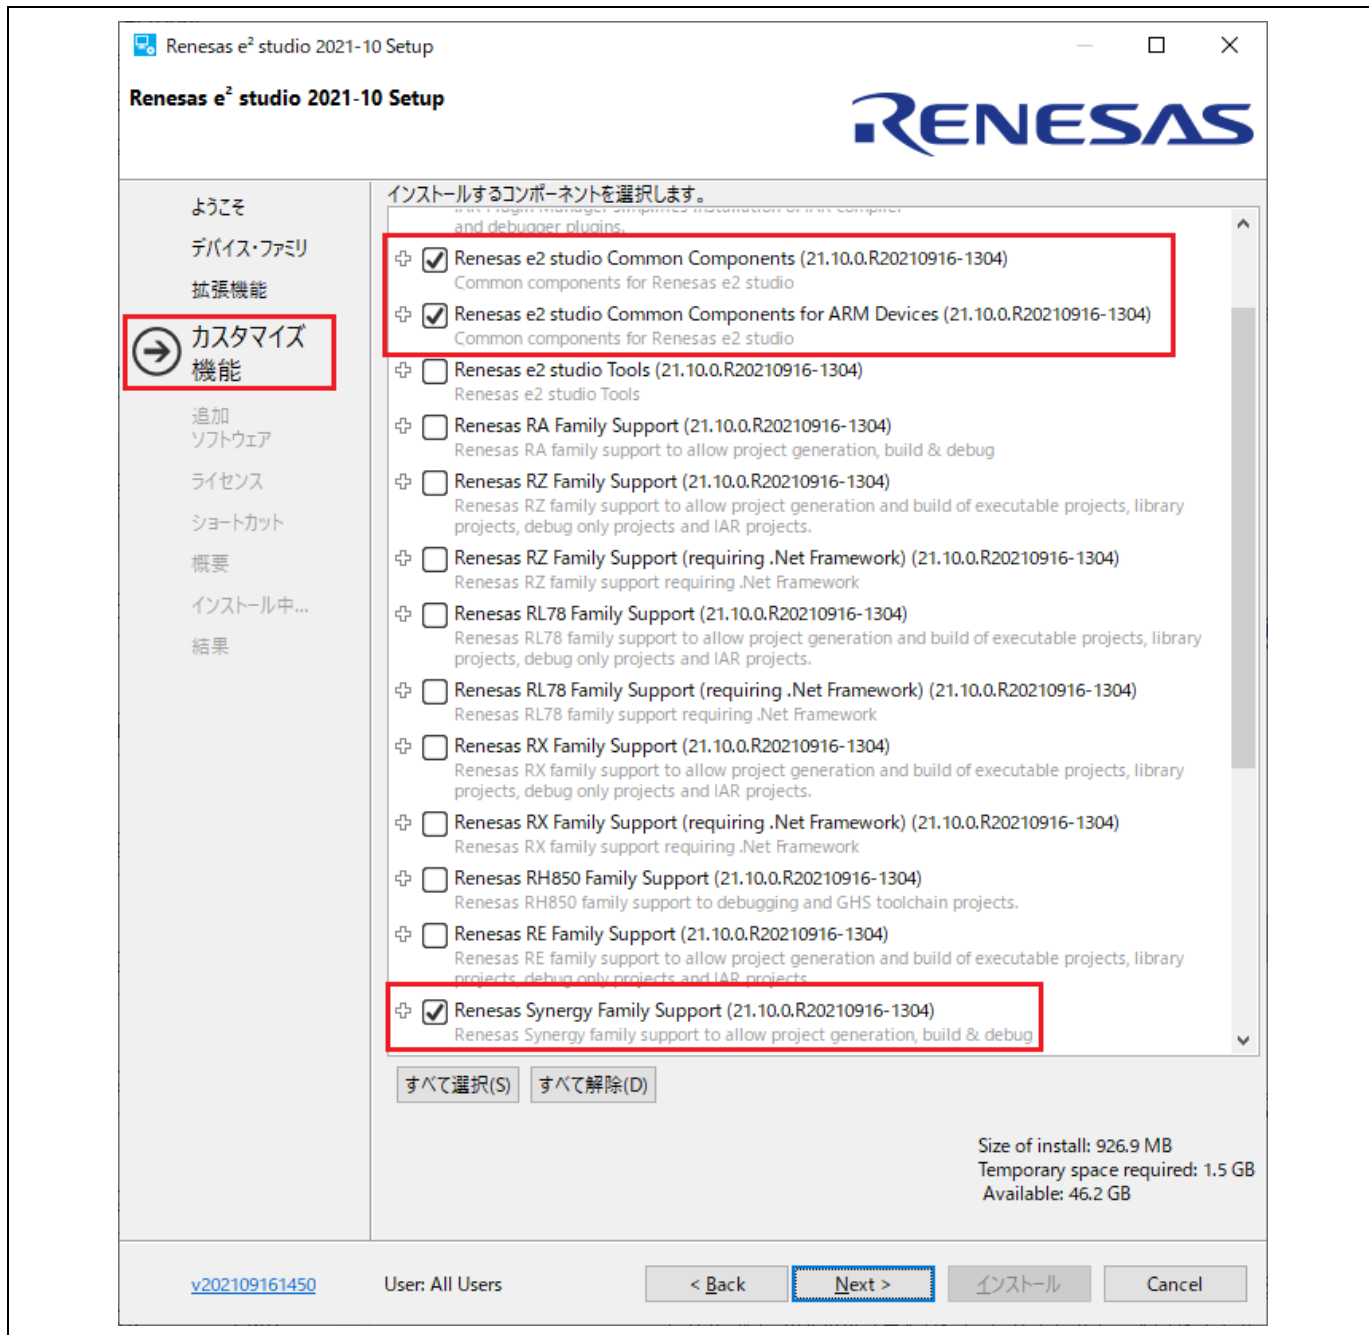 Renesas e² studio 2021-10 Setup
Renesas e² studio 2021-10 Setup
RENESAS
ようこそ
デバイス・ファミリ
拡張機能
カスタマイズ
機能
追加
ソフトウェア
ライセンス
ショートカット
概要
インストール中...
結果
インストールするコンポーネントを選択します。
IAR Plugin Manager simplifies installation of IAR compiler
and debugger plugins.
Renesas e2 studio Common Components (21.10.0.R20210916-1304)
Common components for Renesas e2 studio
Renesas e2 studio Common Components for ARM Devices (21.10.0.R20210916-1304)
Common components for Renesas e2 studio
Renesas e2 studio Tools (21.10.0.R20210916-1304)
Renesas e2 studio Tools
Renesas RA Family Support (21.10.0.R20210916-1304)
Renesas RA family support to allow project generation, build & debug
Renesas RZ Family Support (21.10.0.R20210916-1304)
Renesas RZ family support to allow project generation and build of executable projects, library
projects, debug only projects and IAR projects.
Renesas RZ Family Support (requiring .Net Framework) (21.10.0.R20210916-1304)
Renesas RZ family support requiring .Net Framework
Renesas RL78 Family Support (21.10.0.R20210916-1304)
Renesas RL78 family support to allow project generation and build of executable projects, library
projects, debug only projects and IAR projects.
Renesas RL78 Family Support (requiring .Net Framework) (21.10.0.R20210916-1304)
Renesas RL78 family support requiring .Net Framework
Renesas RX Family Support (21.10.0.R20210916-1304)
Renesas RX family support to allow project generation and build of executable projects, library
projects, debug only projects and IAR projects.
Renesas RX Family Support (requiring .Net Framework) (21.10.0.R20210916-1304)
Renesas RX family support requiring .Net Framework
Renesas RH850 Family Support (21.10.0.R20210916-1304)
Renesas RH850 family support to debugging and GHS toolchain projects.
Renesas RE Family Support (21.10.0.R20210916-1304)
Renesas RE family support to allow project generation and build of executable projects, library
projects, debug only projects and IAR projects.
Renesas Synergy Family Support (21.10.0.R20210916-1304)
Renesas Synergy family support to allow project generation, build & debug
すべて選択(S) すべて解除(D)
Size of install: 926.9 MB
Temporary space required: 1.5 GB
Available: 46.2 GB
v202109161450 User: All Users < Back Next > インストール Cancel